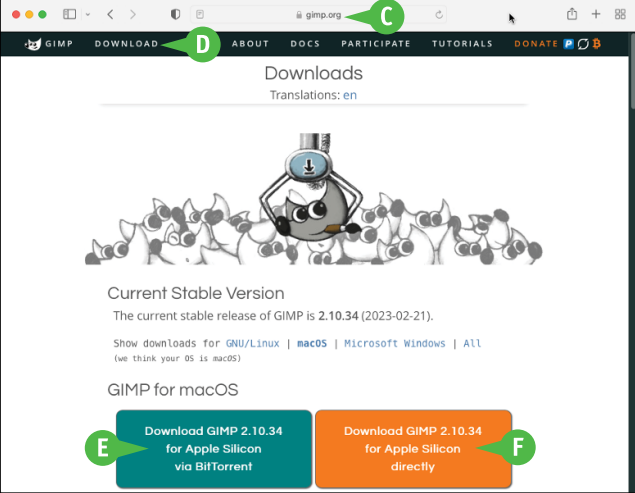 gimp.org
C
GIMP DOWNLOAD D ABOUT DOCS PARTICIPATE TUTORIALS DONATE
Downloads
Translations: en
Current Stable Version
The current stable release of GIMP is 2.10.34 (2023-02-21).
Show downloads for GNU/Linux | macOS | Microsoft Windows | All
(we think your OS is macOS)
GIMP for macOS
E
Download GIMP 2.10.34
for Apple Silicon
via BitTorrent
Download GIMP 2.10.34
for Apple Silicon
directly
F